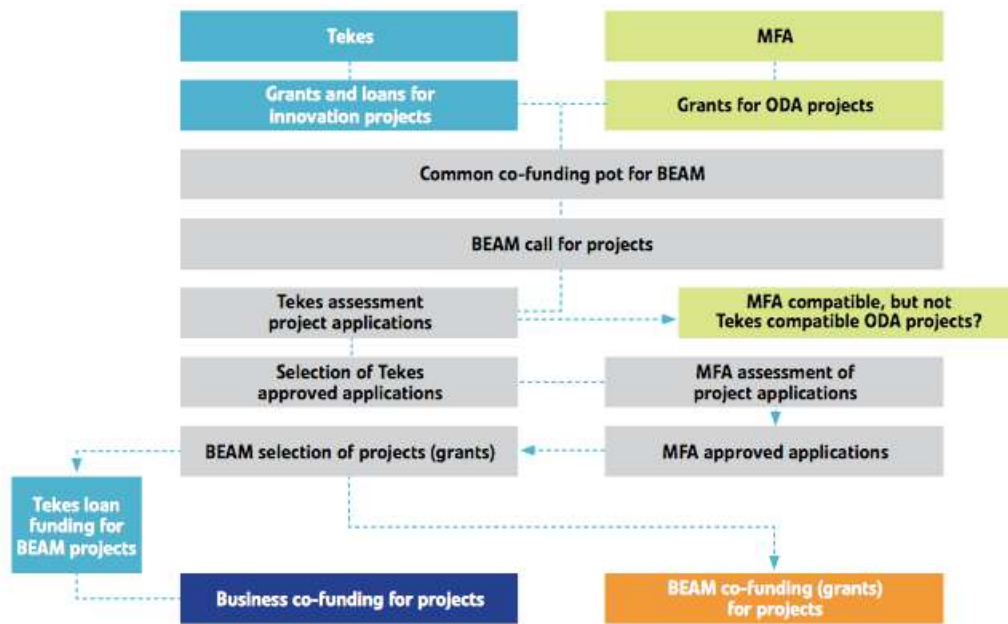 Tekes
MFA
Grants and loans for
innovation projects
Grants for ODA projects
Common co-funding pot for BEAM
BEAM call for projects
Tekes assessment
project applications
MFA compatible, but not
Tekes compatible ODA projects?
Selection of Tekes
approved applications
MFA assessment of
project applications
BEAM selection of projects (grants)
MFA approved applications
Tekes loan
funding for
BEAM projects
Business co-funding for projects
BEAM co-funding (grants)
for projects